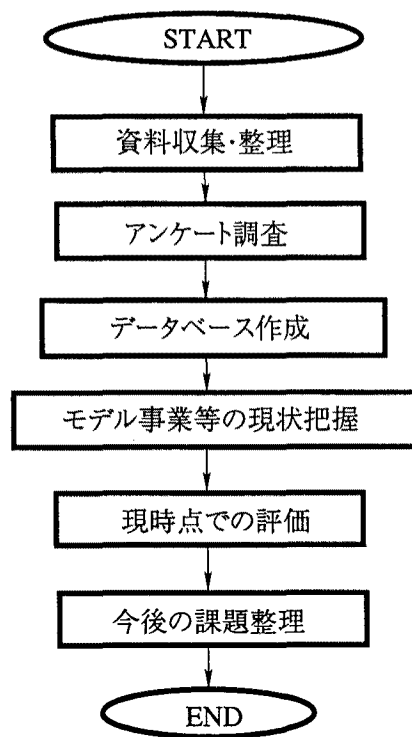 START
資料収集・整理
アンケート調査
データベース作成
モデル事業等の現状把握
現時点での評価
今後の課題整理
END